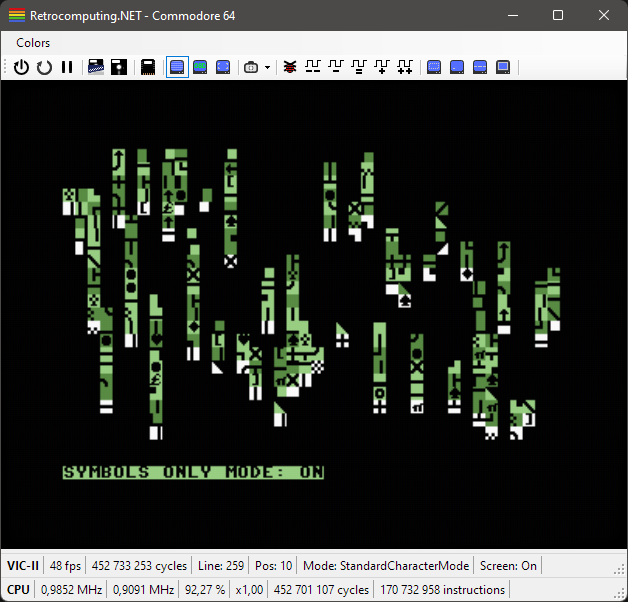 Retrocomputing.NET - Commodore 64
Colors
SYMBOLS ONLY MODE: ON
VIC-II 48 fps 452 733 253 cycles Line: 259 Pos: 10 Mode: StandardCharacterMode Screen: On
CPU 0,9852 MHz 0,9091 MHz 92,27 % x1,00 452 701 107 cycles 170 732 958 instructions